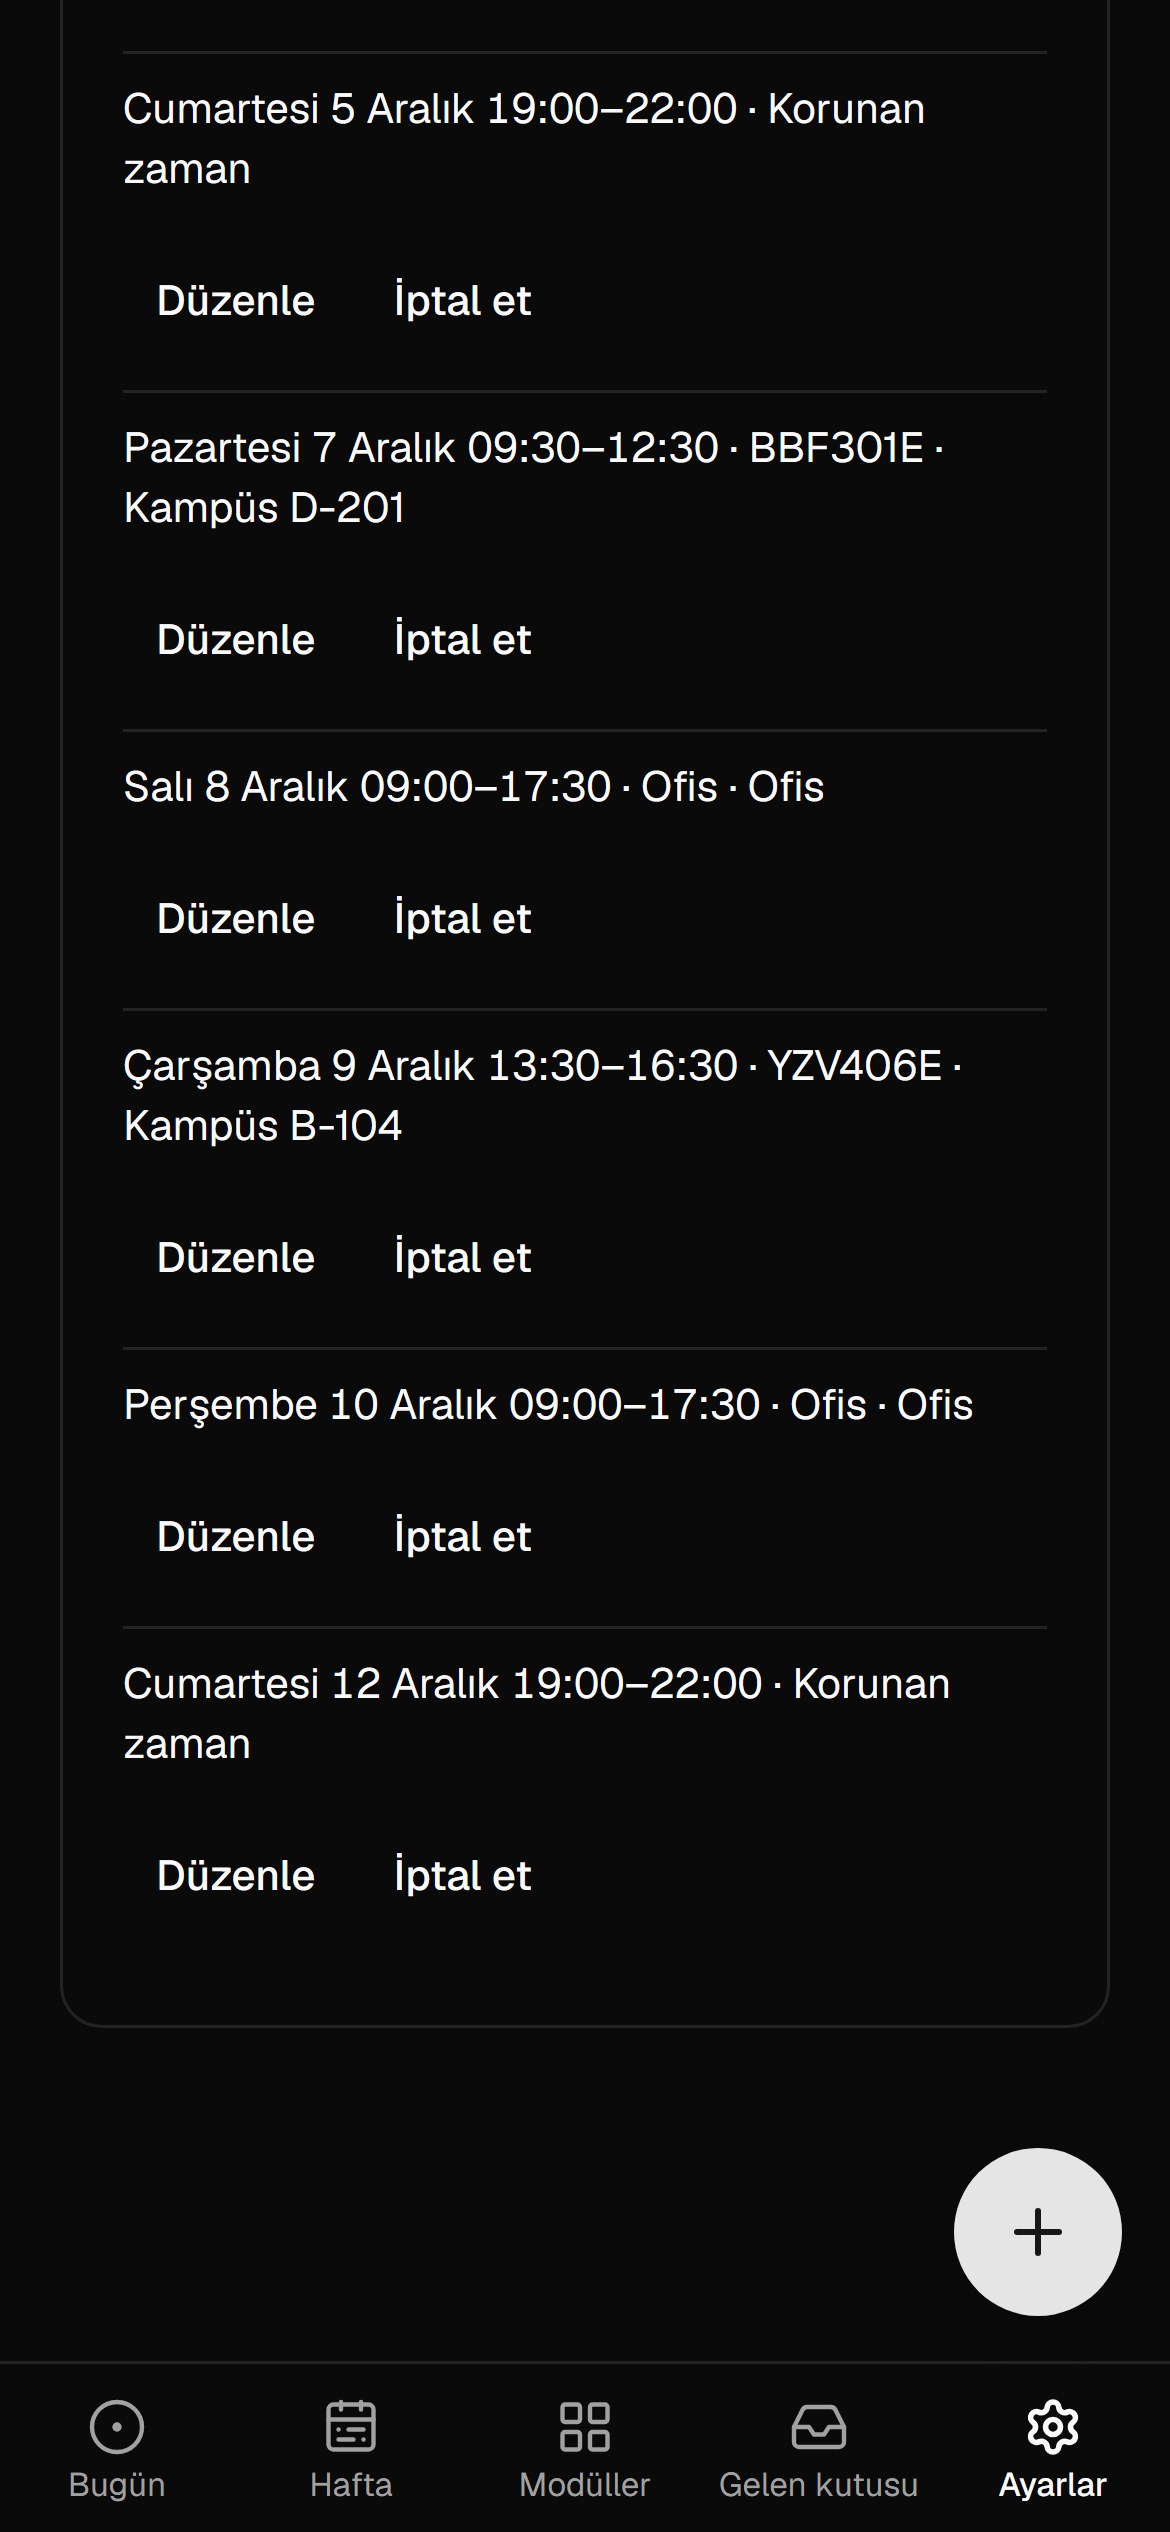 Cumartesi 5 Aralık 19:00–22:00 · Korunan
zaman
Düzenle İptal et
Pazartesi 7 Aralık 09:30–12:30 · BBF301E ·
Kampüs D-201
Düzenle İptal et
Salı 8 Aralık 09:00–17:30 · Ofis · Ofis
Düzenle İptal et
Çarşamba 9 Aralık 13:30–16:30 · YZV406E ·
Kampüs B-104
Düzenle İptal et
Perşembe 10 Aralık 09:00–17:30 · Ofis · Ofis
Düzenle İptal et
Cumartesi 12 Aralık 19:00–22:00 · Korunan
zaman
Düzenle İptal et
Bugün Hafta Modüller Gelen kutusu Ayarlar